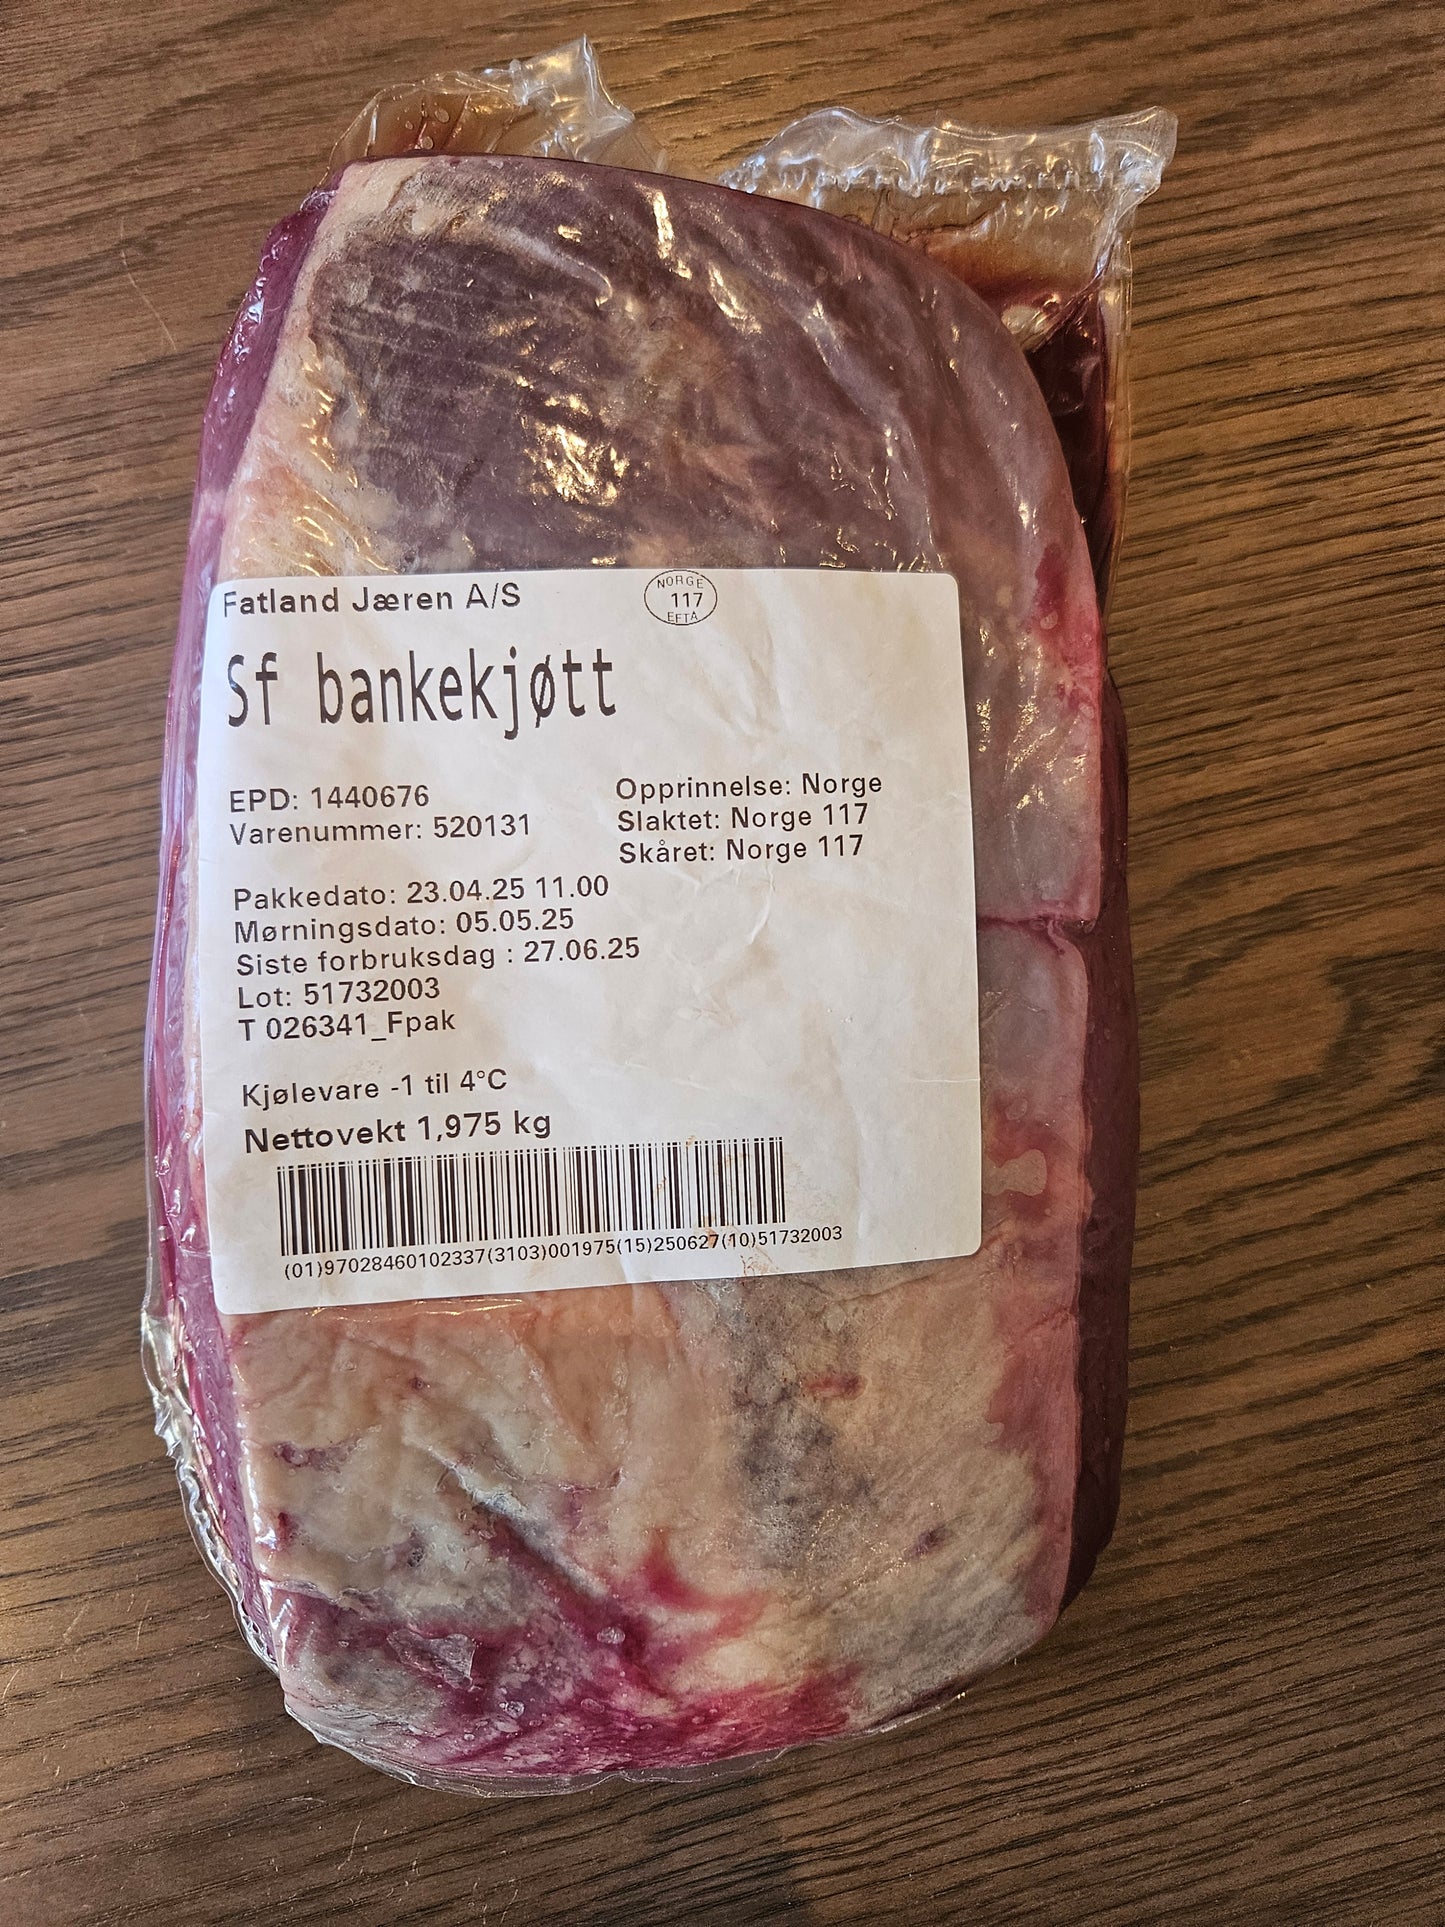 Fatland Jæren A/S
NORGE
117
EFTA
Sf bankekjøtt
EPD: 1440676
Varenummer: 520131
Opprinnelse: Norge
Slaktet: Norge 117
Skåret: Norge 117
Pakkedato: 23.04.25 11.00
Mørningsdato: 05.05.25
Siste forbruksdag : 27.06.25
Lot: 51732003
T 026341_Fpak
Kjølevare -1 til 4°C
Nettovekt 1,975 kg
(01)97028460102337(3103)001975(15)250627(10)51732003